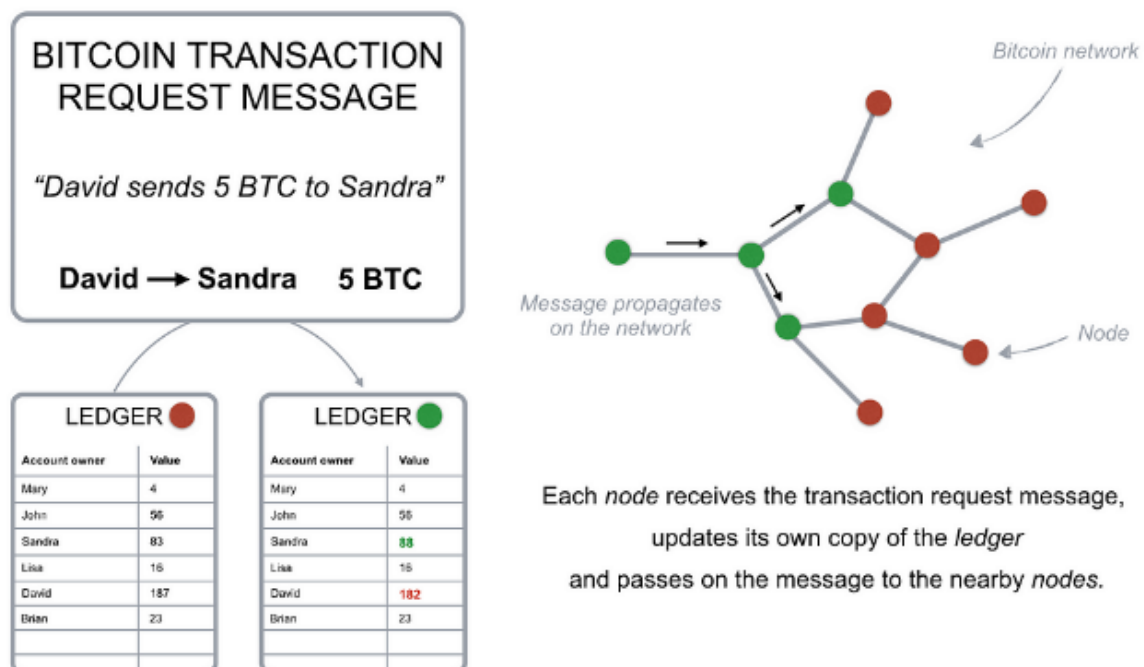 BITCOIN TRANSACTION
REQUEST MESSAGE
“David sends 5 BTC to Sandra”
David → Sandra 5 BTC
LEDGER
Account owner Value
Mary 4
John 56
Sandra 83
Lisa 16
David 187
Brian 23
LEDGER
Account owner Value
Mary 4
John 56
Sandra 88
Lisa 16
David 182
Brian 23
Bitcoin network
Message propagates
on the network
Node
Each node receives the transaction request message,
updates its own copy of the ledger
and passes on the message to the nearby nodes.